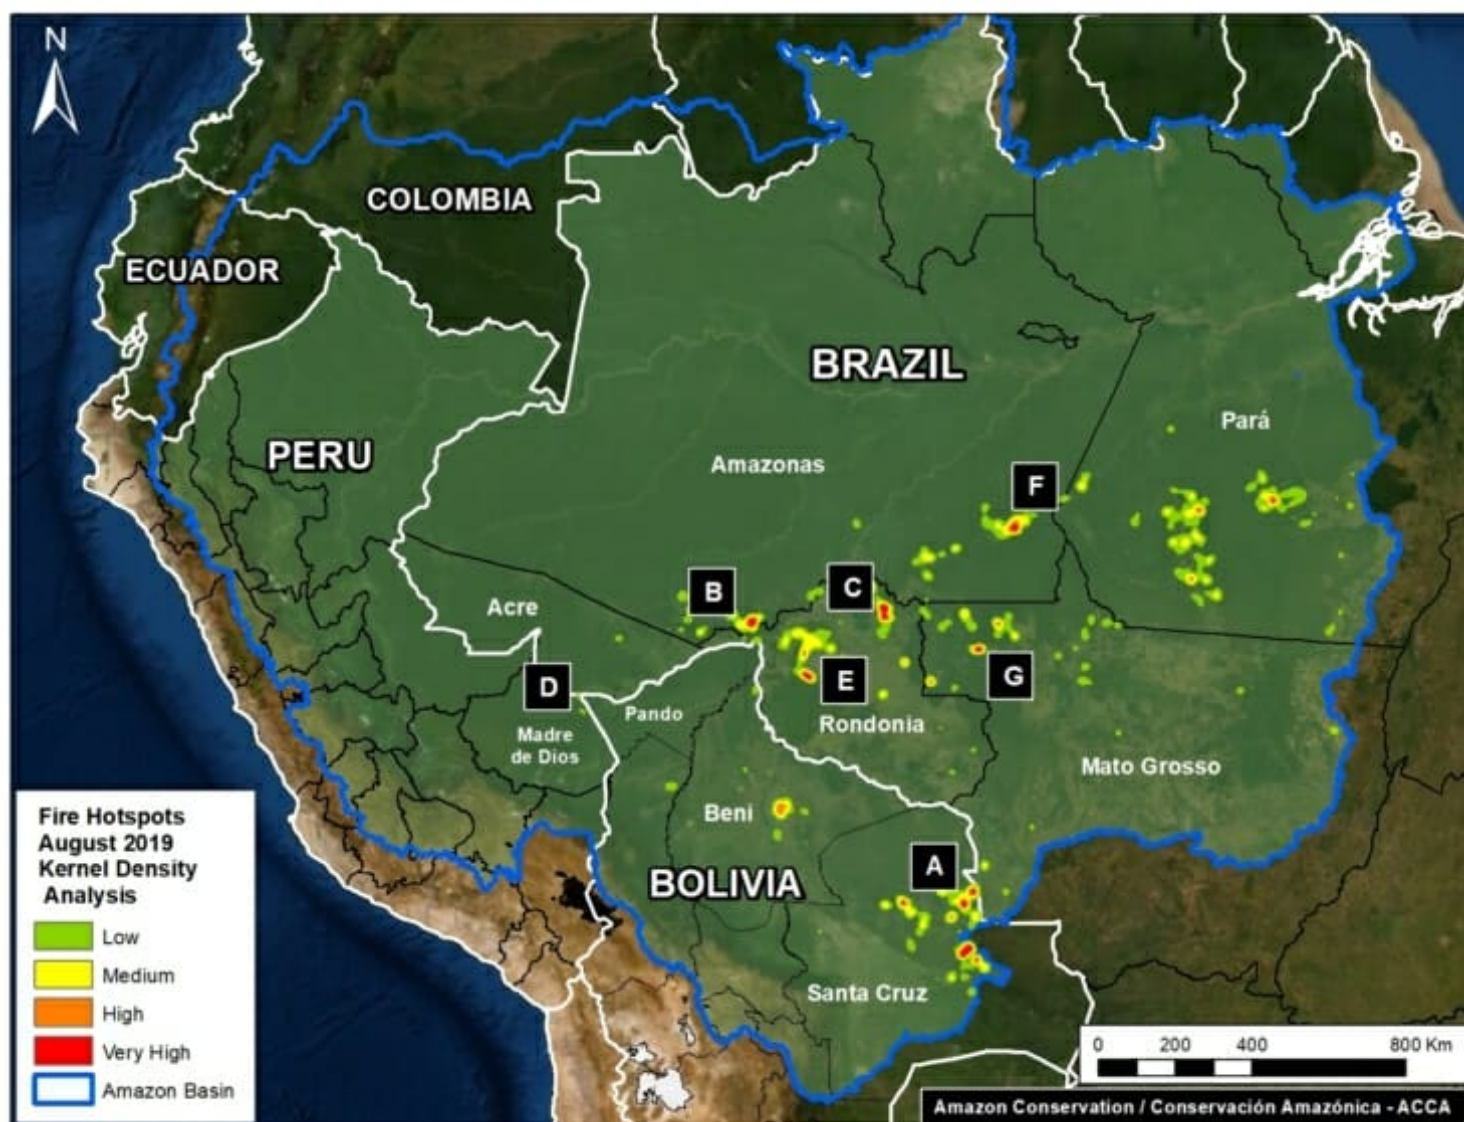 N
COLOMBIA
ECUADOR
BRAZIL
Pará
PERU
Amazonas
F
B
C
Acre
D
E
G
Pando
Rondonia
Madre
de Dios
Mato Grosso
Beni
A
BOLIVIA
Santa Cruz
Fire Hotspots
August 2019
Kernel Density
Analysis
Low
Medium
High
Very High
Amazon Basin
0 200 400 800 Km
Amazon Conservation / Conservación Amazónica - ACCA